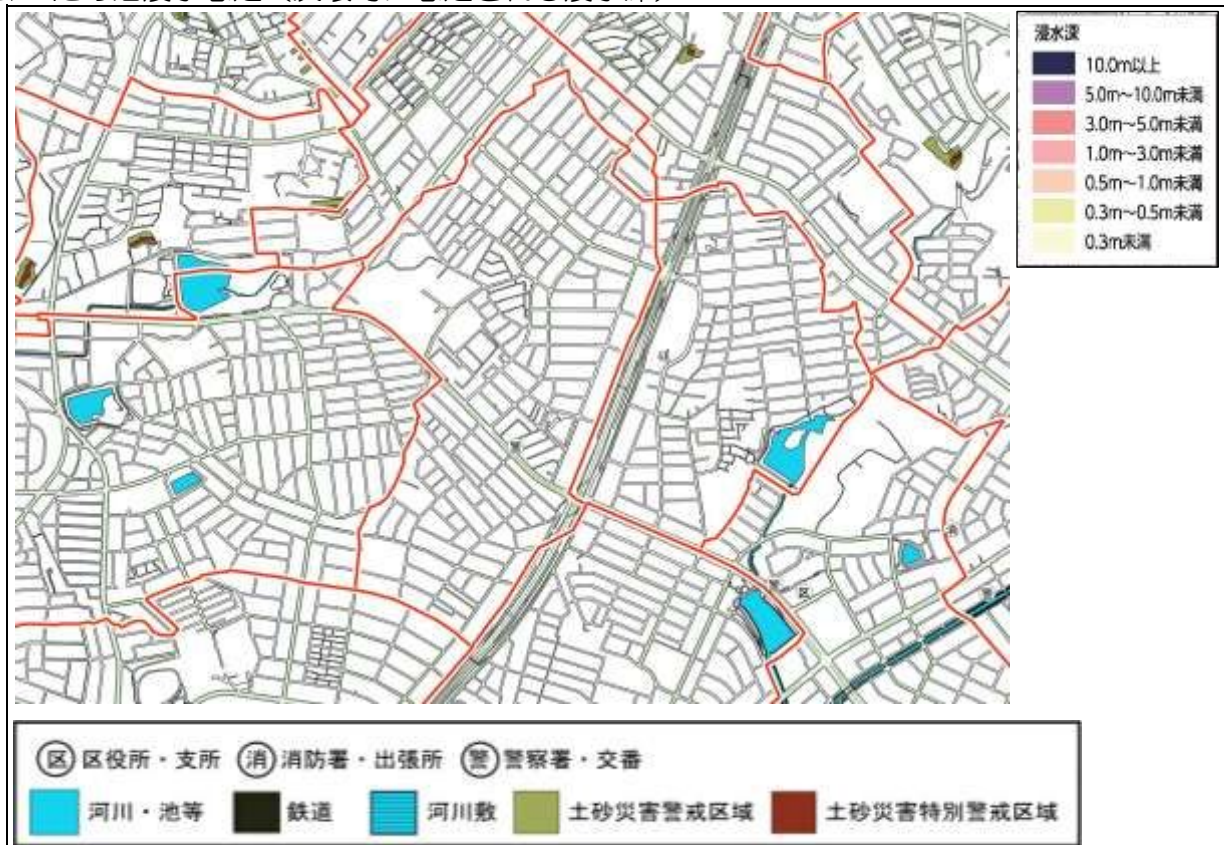 浸水深
10.0m以上
5.0m～10.0m未満
3.0m～5.0m未満
1.0m～3.0m未満
0.5m～1.0m未満
0.3m～0.5m未満
0.3m未満
区
区 区役所・支所 消 消防署・出張所 警 警察署・交番
河川・池等 鉄道 河川敷 土砂災害警戒区域 土砂災害特別警戒区域